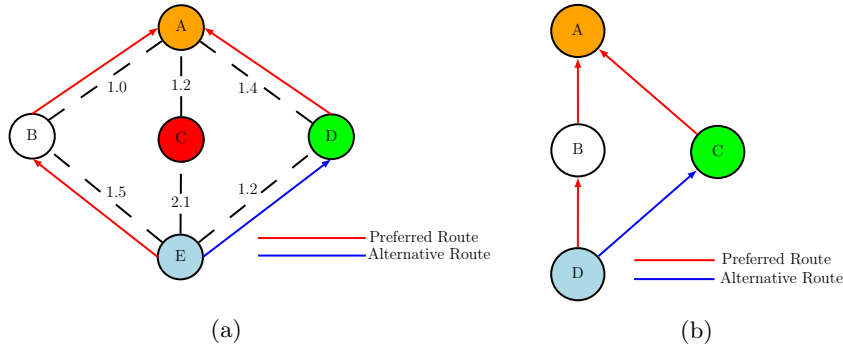 A
A
1.0
1.2
1.4
B
C
D
B
C
1.5
2.1
1.2
E
Preferred Route
Alternative Route
D
Preferred Route
Alternative Route
(a)
(b)